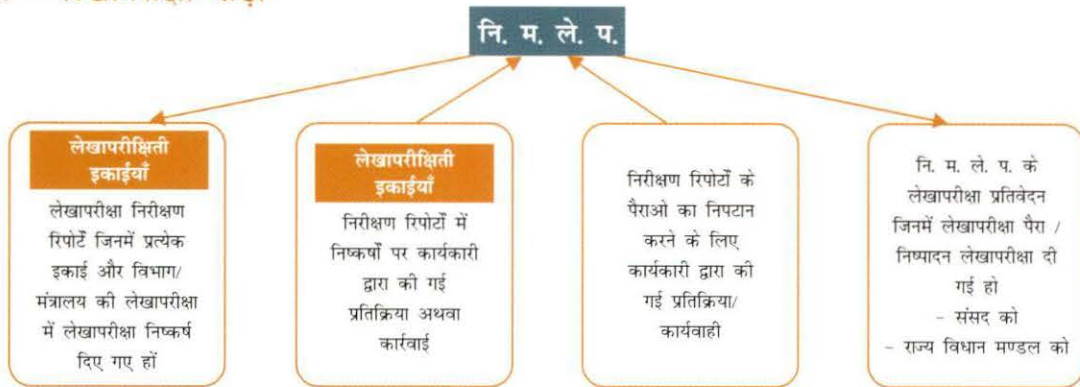 नि. म. ले. प.
लेखापरीक्षिती
इकाईयाँ
लेखापरीक्षा निरीक्षण
रिपोर्टें जिनमें प्रत्येक
इकाई और विभाग/
मंत्रालय की लेखापरीक्षा
में लेखापरीक्षा निष्कर्ष
दिए गए हों
लेखापरीक्षिती
इकाईयाँ
निरीक्षण रिपोर्टों में
निष्कर्षों पर कार्यकारी
द्वारा की गई
प्रतिक्रिया अथवा
कार्रवाई
निरीक्षण रिपोर्टों के
पैराओ का निपटान
करने के लिए
कार्यकारी द्वारा की
गई प्रतिक्रिया/
कार्यवाही
नि. म. ले. प. के
लेखापरीक्षा प्रतिवेदन
जिनमें लेखापरीक्षा पैरा /
निष्पादन लेखापरीक्षा दी
गई हो
– संसद को
– राज्य विधान मण्डल को